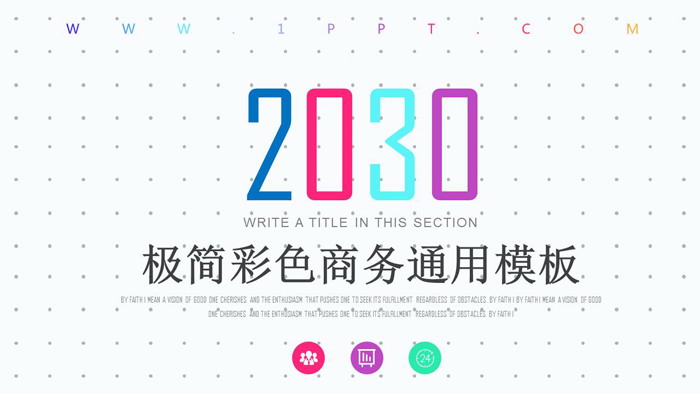 WWW.1PPT.COM
2030
WRITE A TITLE IN THIS SECTION
极简彩色商务通用模板
BY FAITH I MEAN A VISION OF GOOD ONE CHERISHES AND THE ENTHUSIASM THAT PUSHES ONE TO SEEK ITS FULFILLMENT REGARDLESS OF OBSTACLES. BY FAITH I BY FAITH I MEAN A VISION OF GOOD
ONE CHERISHES AND THE ENTHUSIASM THAT PUSHES ONE TO SEEK ITS FULFILLMENT REGARDLESS OF OBSTACLES. BY FAITH I
24